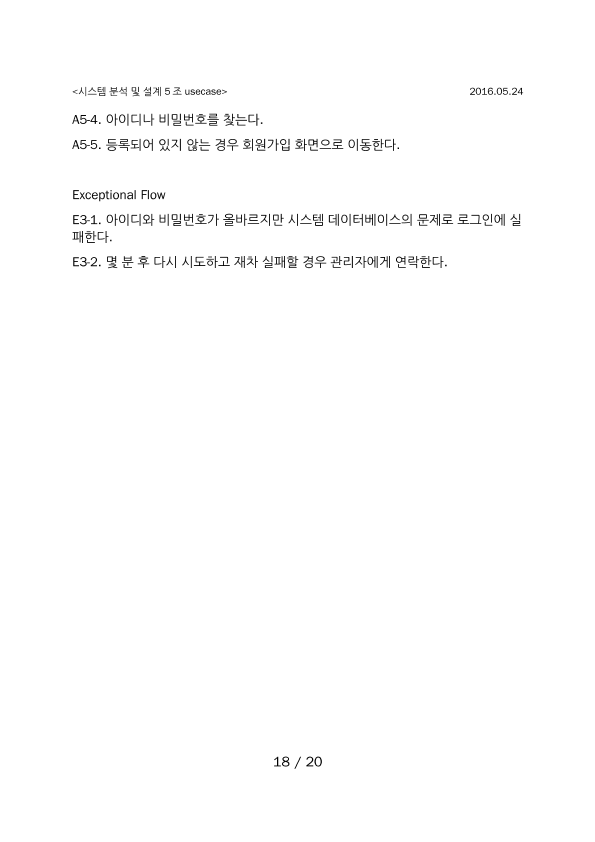 <시스템 분석 및 설계 5 조 usecase> 2016.05.24
A5-4. 아이디나 비밀번호를 찾는다.
A5-5. 등록되어 있지 않는 경우 회원가입 화면으로 이동한다.
Exceptional Flow
E3-1. 아이디와 비밀번호가 올바르지만 시스템 데이터베이스의 문제로 로그인에 실
패한다.
E3-2. 몇 분 후 다시 시도하고 재차 실패할 경우 관리자에게 연락한다.
18 / 20